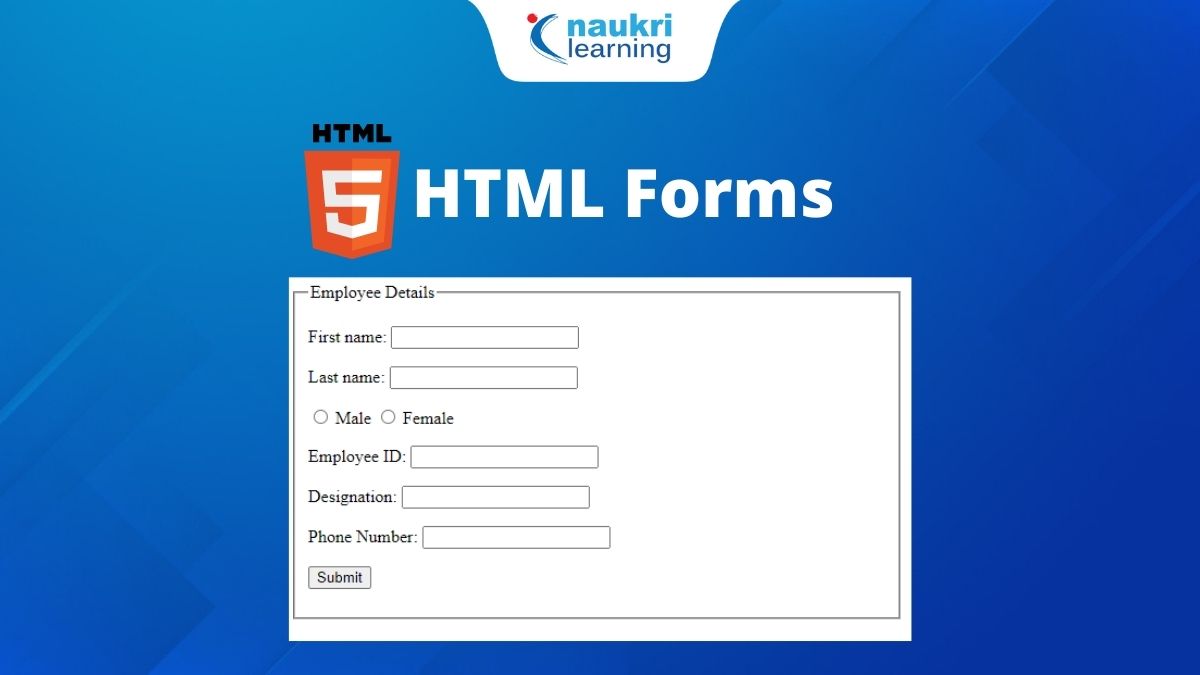 naukri
learning
HTML
5 HTML Forms
Employee Details
First name:
Last name:
Male Female
Employee ID:
Designation:
Phone Number:
Submit